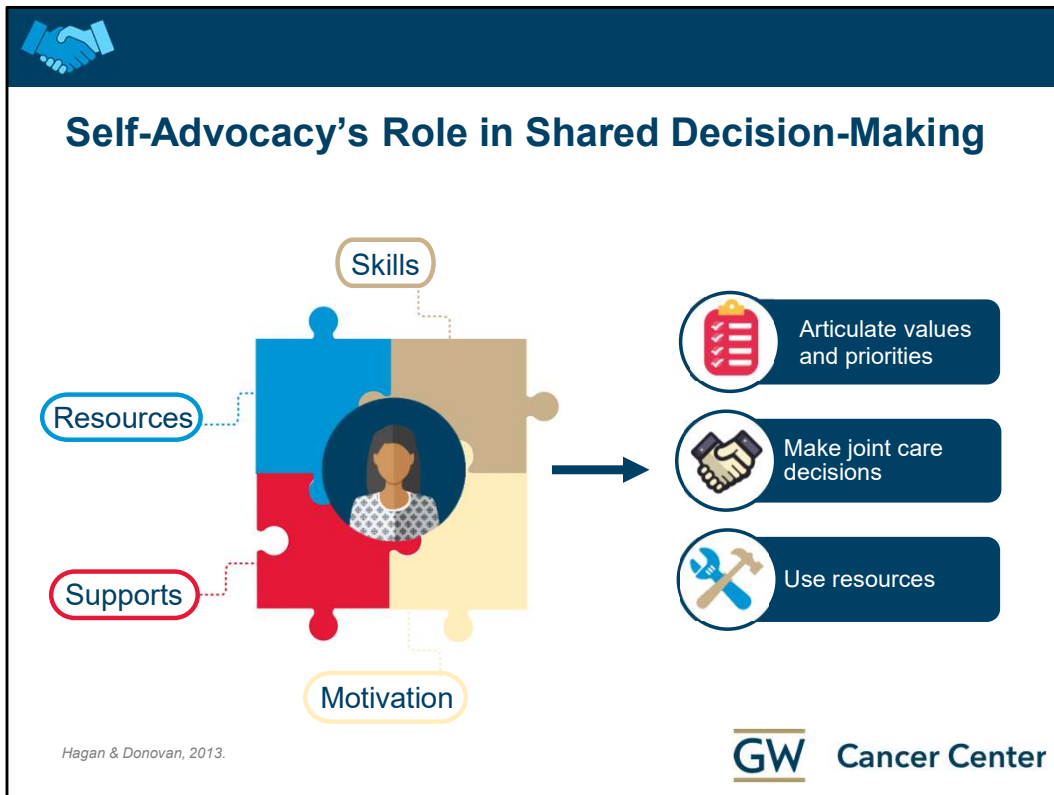 Self-Advocacy’s Role in Shared Decision-Making
Skills
Resources
Supports
Motivation
Articulate values
and priorities
Make joint care
decisions
Use resources
Hagan & Donovan, 2013.
GW Cancer Center